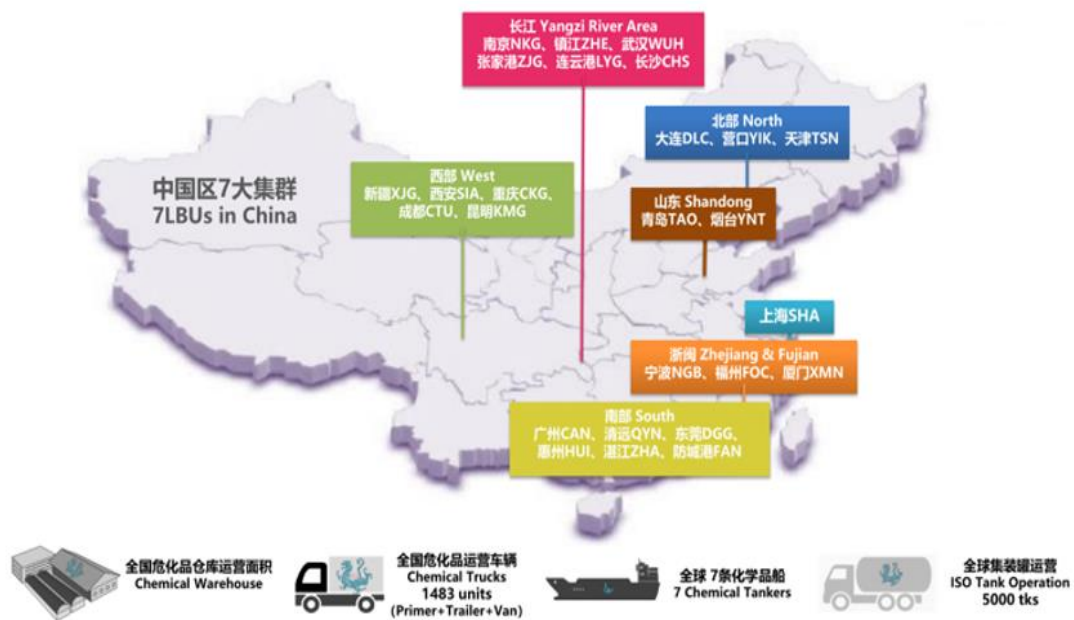 长江 Yangzi River Area
南京NKG、镇江ZHE、武汉WUH
张家港ZJG、连云港LYG、长沙CHS
北部 North
大连DLC、营口YIK、天津TSN
中国区7大集群
7LBUs in China
西部 West
新疆XJG、西安SIA、重庆CKG、
成都CTU、昆明KMG
山东 Shandong
青岛TAO、烟台YNT
上海SHA
浙闽 Zhejiang & Fujian
宁波NGB、福州FOC、厦门XMN
南部 South
广州CAN、清远QYN、东莞DGG、
惠州HUI、湛江ZHA、防城港FAN
全国危化品仓库运营面积
Chemical Warehouse
全国危化品运营车辆
Chemical Trucks
1483 units
(Primer+Trailer+Van)
全球 7条化学品船
7 Chemical Tankers
全球集装罐运营
ISO Tank Operation
5000 tks